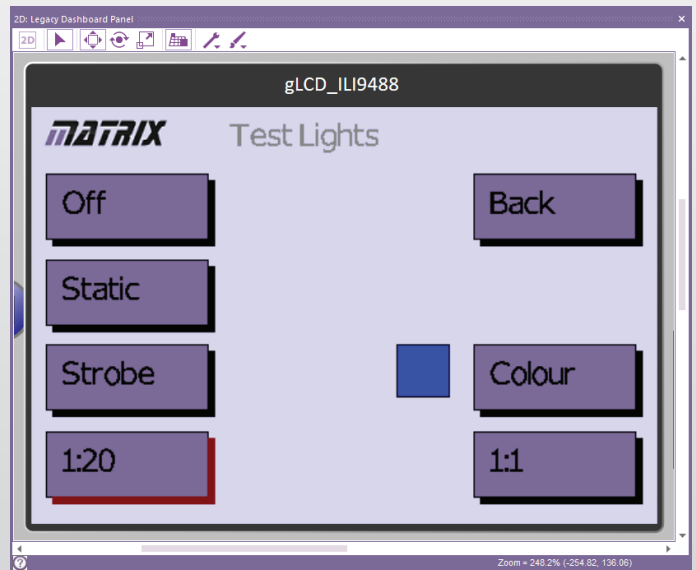 2D: Legacy Dashboard Panel
2D
gLCD_ILI9488
MATRIX Test Lights
Off Back
Static
Strobe Colour
1:20 1:1
Zoom = 248.2% (-254.82, 136.06)